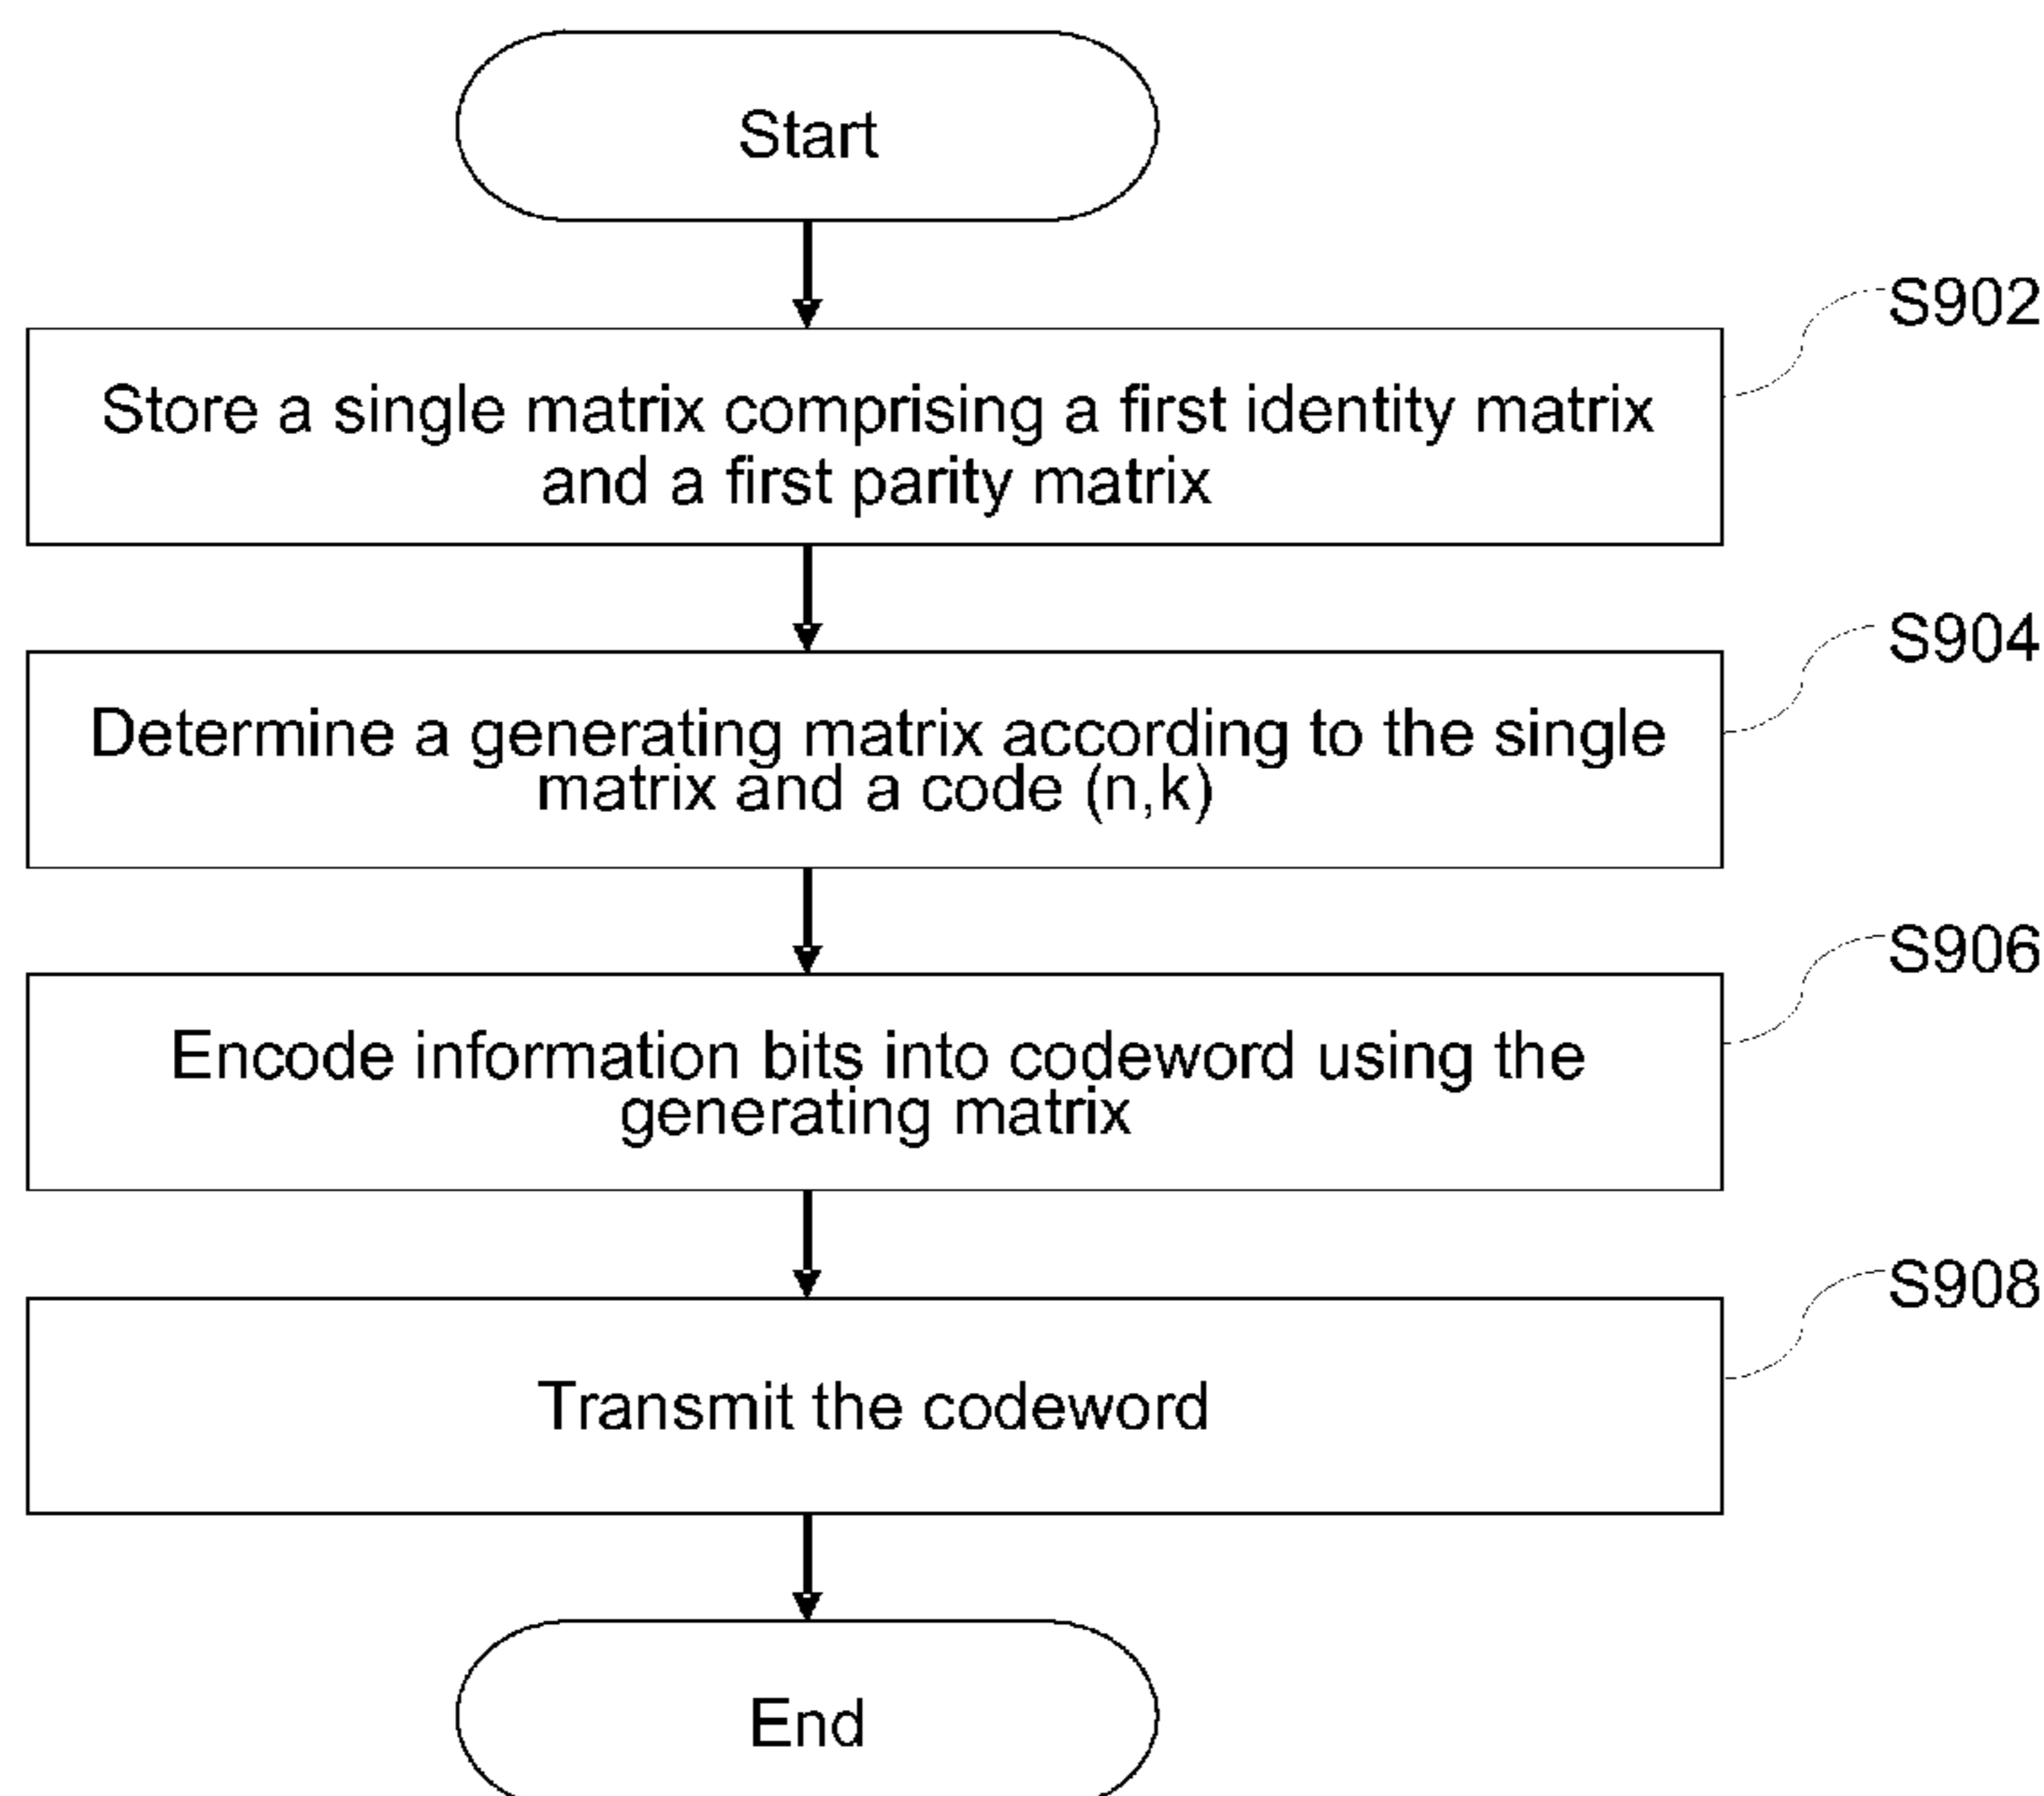 Start
S902
Store a single matrix comprising a first identity matrix
and a first parity matrix
S904
Determine a generating matrix according to the single
matrix and a code (n,k)
S906
Encode information bits into codeword using the
generating matrix
S908
Transmit the codeword
End